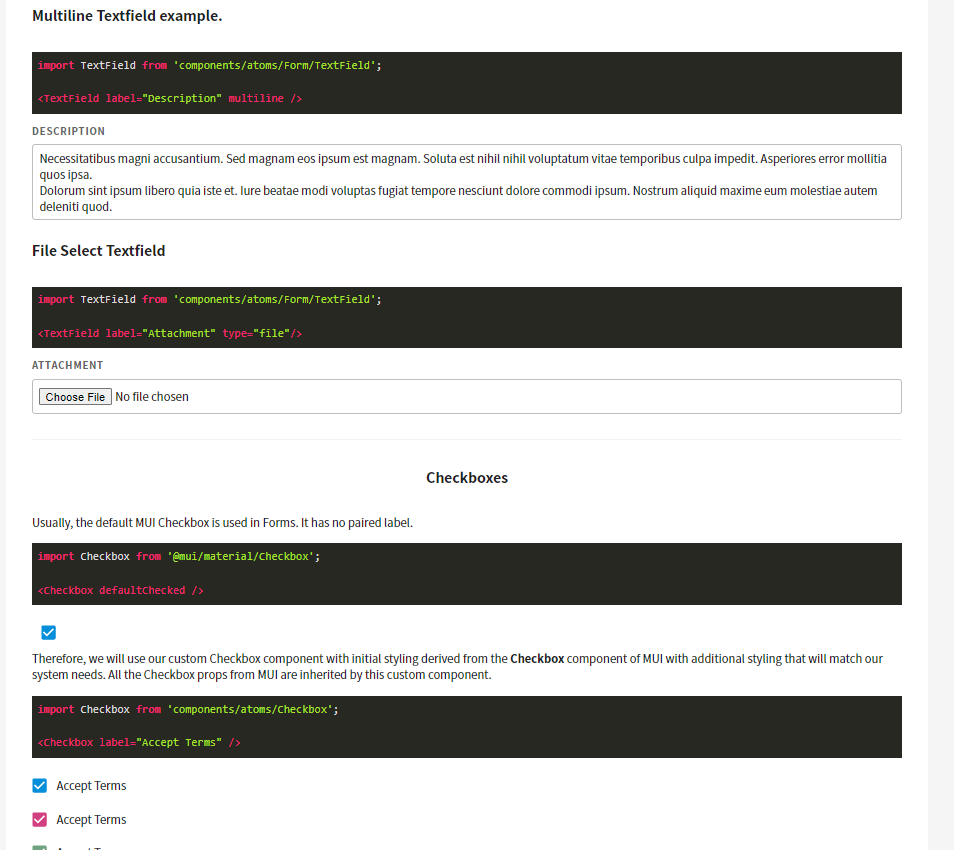 Multiline Textfield example.
import TextField from 'components/atoms/Form/TextField';
<TextField label="Description" multiline />
DESCRIPTION
Necessitatibus magni accusantium. Sed magnam eos ipsum est magnam. Soluta est nihil nihil voluptatum vitae temporibus culpa impedit. Asperiores error mollitia
quos ipsa.
Dolorum sint ipsum libero quia iste et. Iure beatae modi voluptas fugiat tempore nesciunt dolore commodi ipsum. Nostrum aliquid maxime eum molestiae autem
deleniti quod.
File Select Textfield
import TextField from 'components/atoms/Form/TextField';
<TextField label="Attachment" type="file"/>
ATTACHMENT
Choose File No file chosen
Checkboxes
Usually, the default MUI Checkbox is used in Forms. It has no paired label.
import Checkbox from '@mui/material/Checkbox';
<Checkbox defaultChecked />
Therefore, we will use our custom Checkbox component with initial styling derived from the Checkbox component of MUI with additional styling that will match our
system needs. All the Checkbox props from MUI are inherited by this custom component.
import Checkbox from 'components/atoms/Checkbox';
<Checkbox label="Accept Terms" />
Accept Terms
Accept Terms